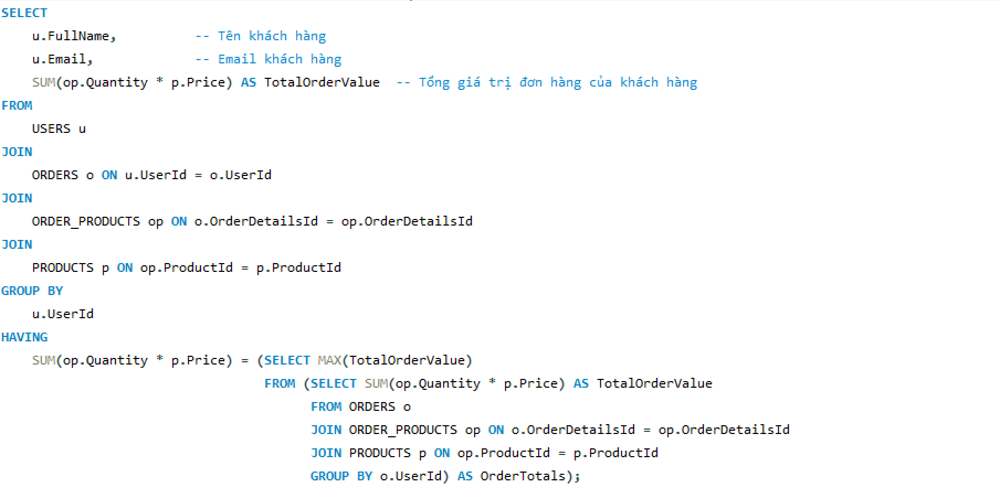 SELECT
u.FullName, -- Tên khách hàng
u.Email, -- Email khách hàng
SUM(op.Quantity * p.Price) AS TotalOrderValue -- Tổng giá trị đơn hàng của khách hàng
FROM
USERS u
JOIN
ORDERS o ON u.UserId = o.UserId
JOIN
ORDER_PRODUCTS op ON o.OrderDetailsId = op.OrderDetailsId
JOIN
PRODUCTS p ON op.ProductId = p.ProductId
GROUP BY
u.UserId
HAVING
SUM(op.Quantity * p.Price) = (SELECT MAX(TotalOrderValue)
FROM (SELECT SUM(op.Quantity * p.Price) AS TotalOrderValue
FROM ORDERS o
JOIN ORDER_PRODUCTS op ON o.OrderDetailsId = op.OrderDetailsId
JOIN PRODUCTS p ON op.ProductId = p.ProductId
GROUP BY o.UserId) AS OrderTotals);